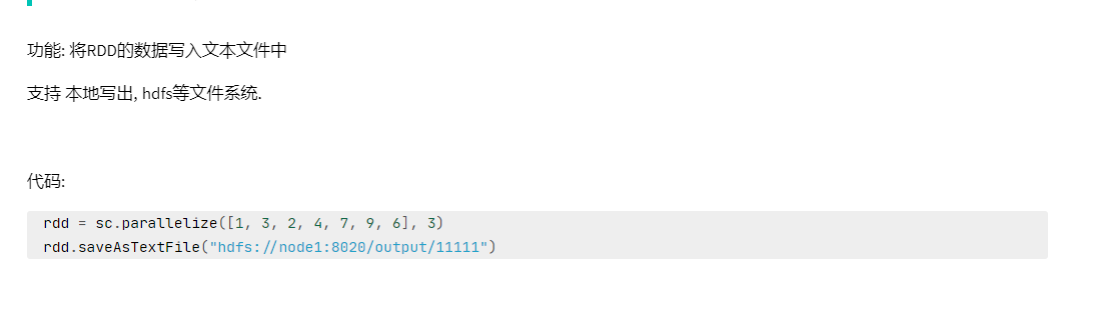 功能: 将RDD的数据写入文本文件中
支持 本地写出, hdfs等文件系统.
代码:
rdd = sc.parallelize([1, 3, 2, 4, 7, 9, 6], 3)
rdd.saveAsTextFile("hdfs://node1:8020/output/11111")